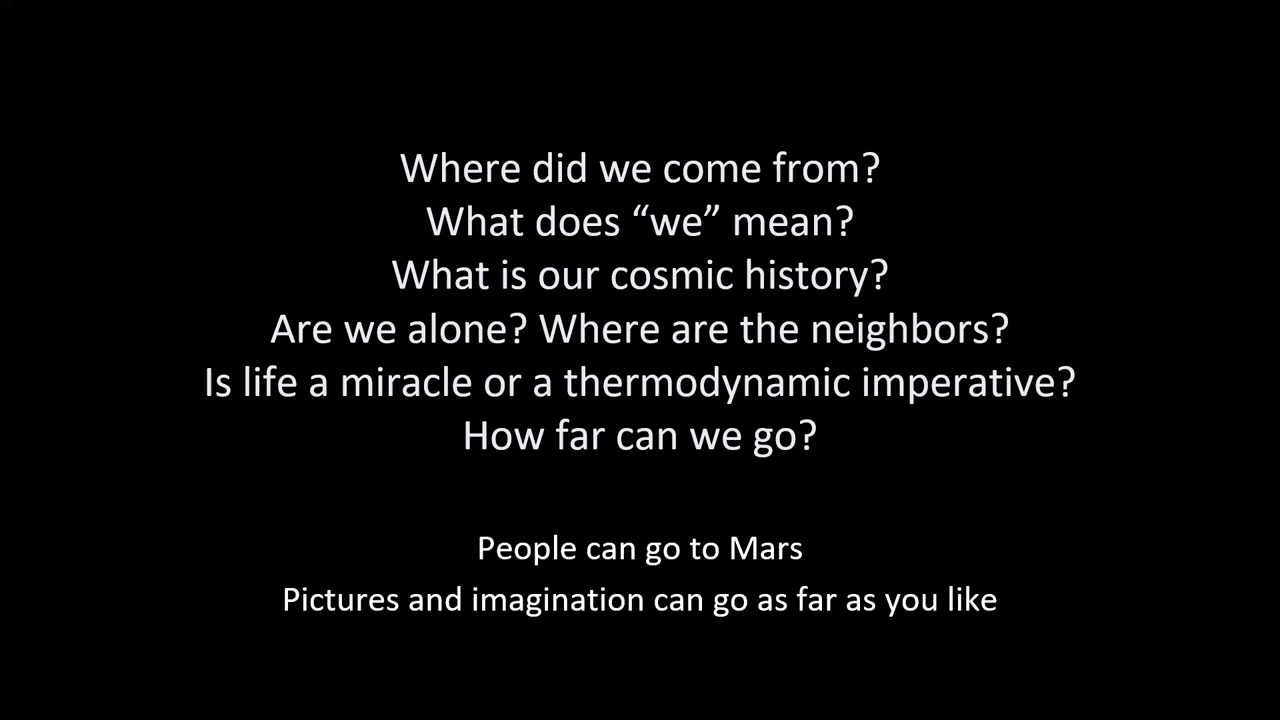 Where did we come from?
What does “we” mean?
What is our cosmic history?
Are we alone? Where are the neighbors?
Is life a miracle or a thermodynamic imperative?
How far can we go?
People can go to Mars
Pictures and imagination can go as far as you like